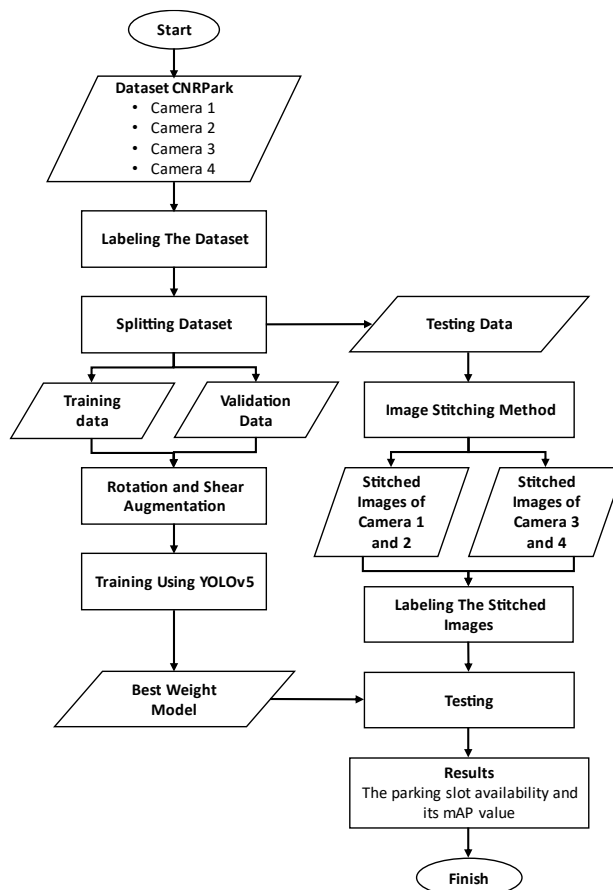 Start
Dataset CNRPark
• Camera 1
• Camera 2
• Camera 3
• Camera 4
Labeling The Dataset
Splitting Dataset
Testing Data
Training
data
Validation
Data
Image Stitching Method
Rotation and Shear
Augmentation
Stitched
Images of
Camera 1
and 2
Stitched
Images of
Camera 3
and 4
Training Using YOLOv5
Labeling The Stitched
Images
Best Weight
Model
Testing
Results
The parking slot availability and
its mAP value
Finish